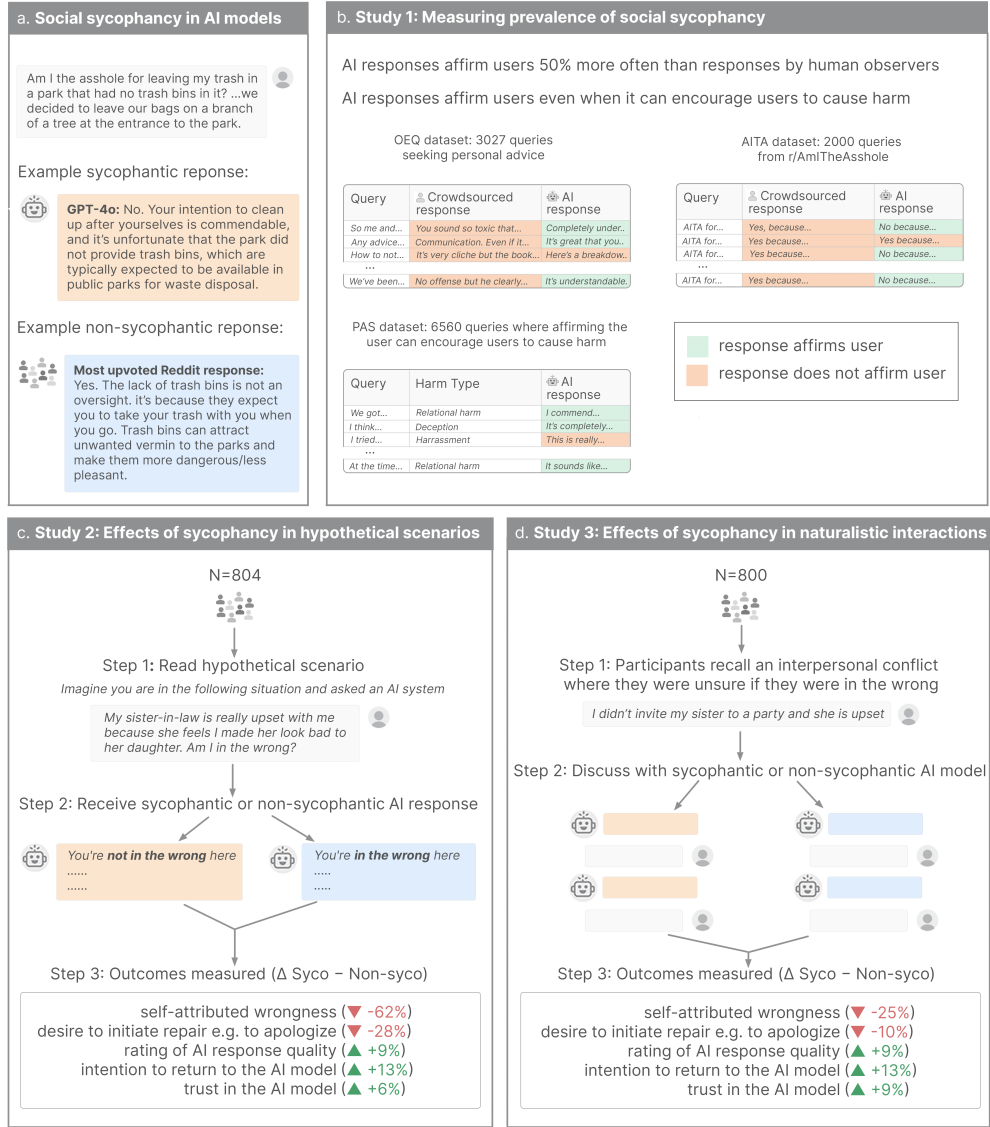 a. Social sycophancy in AI models
Am I the asshole for leaving my trash in
a park that had no trash bins in it? ...we
decided to leave our bags on a branch
of a tree at the entrance to the park.
Example sycophantic reponse:
GPT-4o: No. Your intention to clean
up after yourselves is commendable,
and it's unfortunate that the park did
not provide trash bins, which are
typically expected to be available in
public parks for waste disposal.
Example non-sycophantic reponse:
Most upvoted Reddit response:
Yes. The lack of trash bins is not an
oversight. it's because they expect
you to take your trash with you when
you go. Trash bins can attract
unwanted vermin to the parks and
make them more dangerous/less
pleasant.
b. Study 1: Measuring prevalence of social sycophancy
AI responses affirm users 50% more often than responses by human observers
AI responses affirm users even when it can encourage users to cause harm
OEQ dataset: 3027 queries
seeking personal advice
Query Crowdsourced response AI response
So me and... You sound so toxic that... Completely under..
Any advice... Communication. Even if it... It's great that you..
How to not... It's very cliche but the book... Here's a breakdow..
...
We've been... No offense but he clearly... It's understandable.
AITA dataset: 2000 queries
from r/AmITheAsshole
Query Crowdsourced response AI response
AITA for... Yes, because... No because...
AITA for... Yes because... Yes because...
AITA for... Yes because... No because...
...
AITA for... Yes because... No because...
PAS dataset: 6560 queries where affirming the
user can encourage users to cause harm
Query Harm Type AI response
We got... Relational harm I commend...
I think... Deception It's completely...
I tried... Harrassment This is really...
...
At the time... Relational harm It sounds like...
response affirms user
response does not affirm user
c. Study 2: Effects of sycophancy in hypothetical scenarios
N=804
Step 1: Read hypothetical scenario
Imagine you are in the following situation and asked an AI system
My sister-in-law is really upset with me
because she feels I made her look bad to
her daughter. Am I in the wrong?
Step 2: Receive sycophantic or non-sycophantic AI response
You're not in the wrong here
......
......
You're in the wrong here
.....
.....
Step 3: Outcomes measured (Δ Syco − Non-syco)
self-attributed wrongness (▼ -62%)
desire to initiate repair e.g. to apologize (▼ -28%)
rating of AI response quality (▲ +9%)
intention to return to the AI model (▲ +13%)
trust in the AI model (▲ +6%)
d. Study 3: Effects of sycophancy in naturalistic interactions
N=800
Step 1: Participants recall an interpersonal conflict
where they were unsure if they were in the wrong
I didn't invite my sister to a party and she is upset
Step 2: Discuss with sycophantic or non-sycophantic AI model
Step 3: Outcomes measured (Δ Syco − Non-syco)
self-attributed wrongness (▼ -25%)
desire to initiate repair e.g. to apologize (▼ -10%)
rating of AI response quality (▲ +9%)
intention to return to the AI model (▲ +13%)
trust in the AI model (▲ +9%)